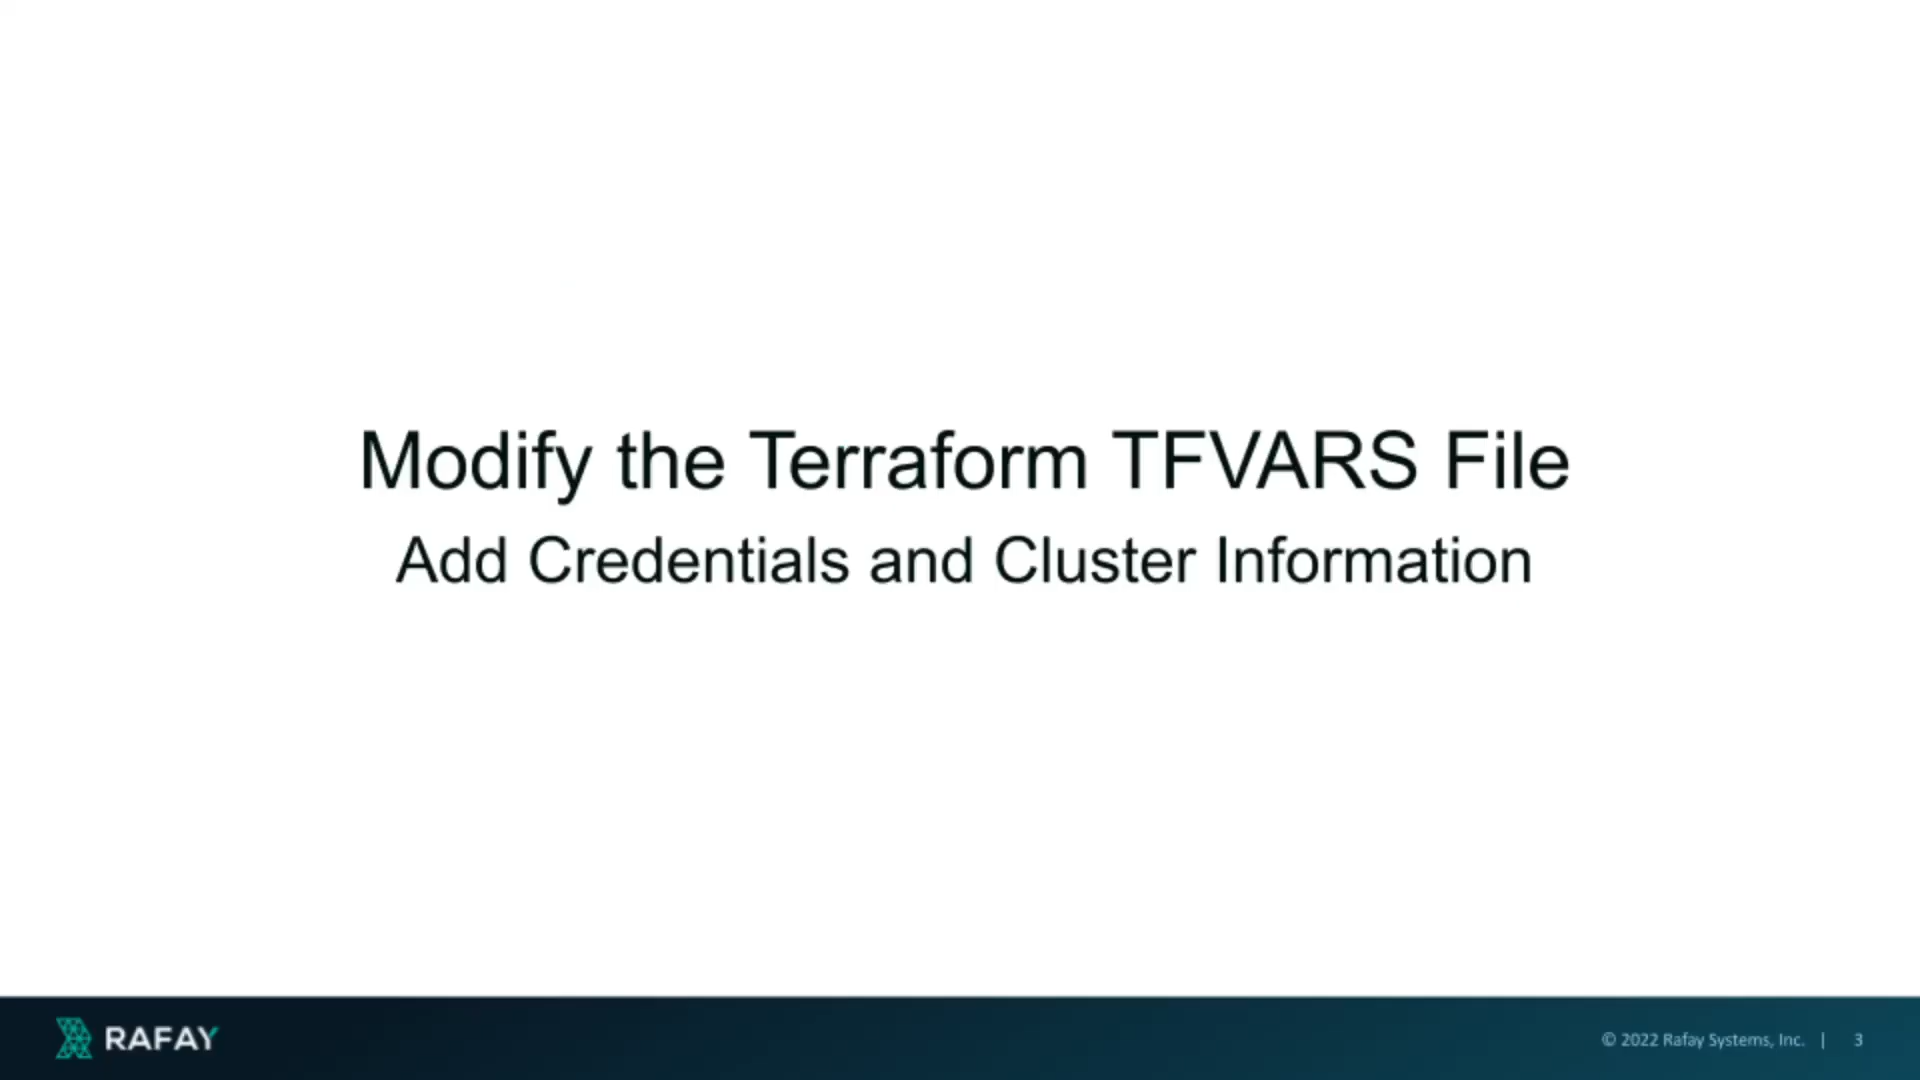 Modify the Terraform TFVARS File
Add Credentials and Cluster Information
RAFAY
© 2022 Rafay Systems, Inc. | 3